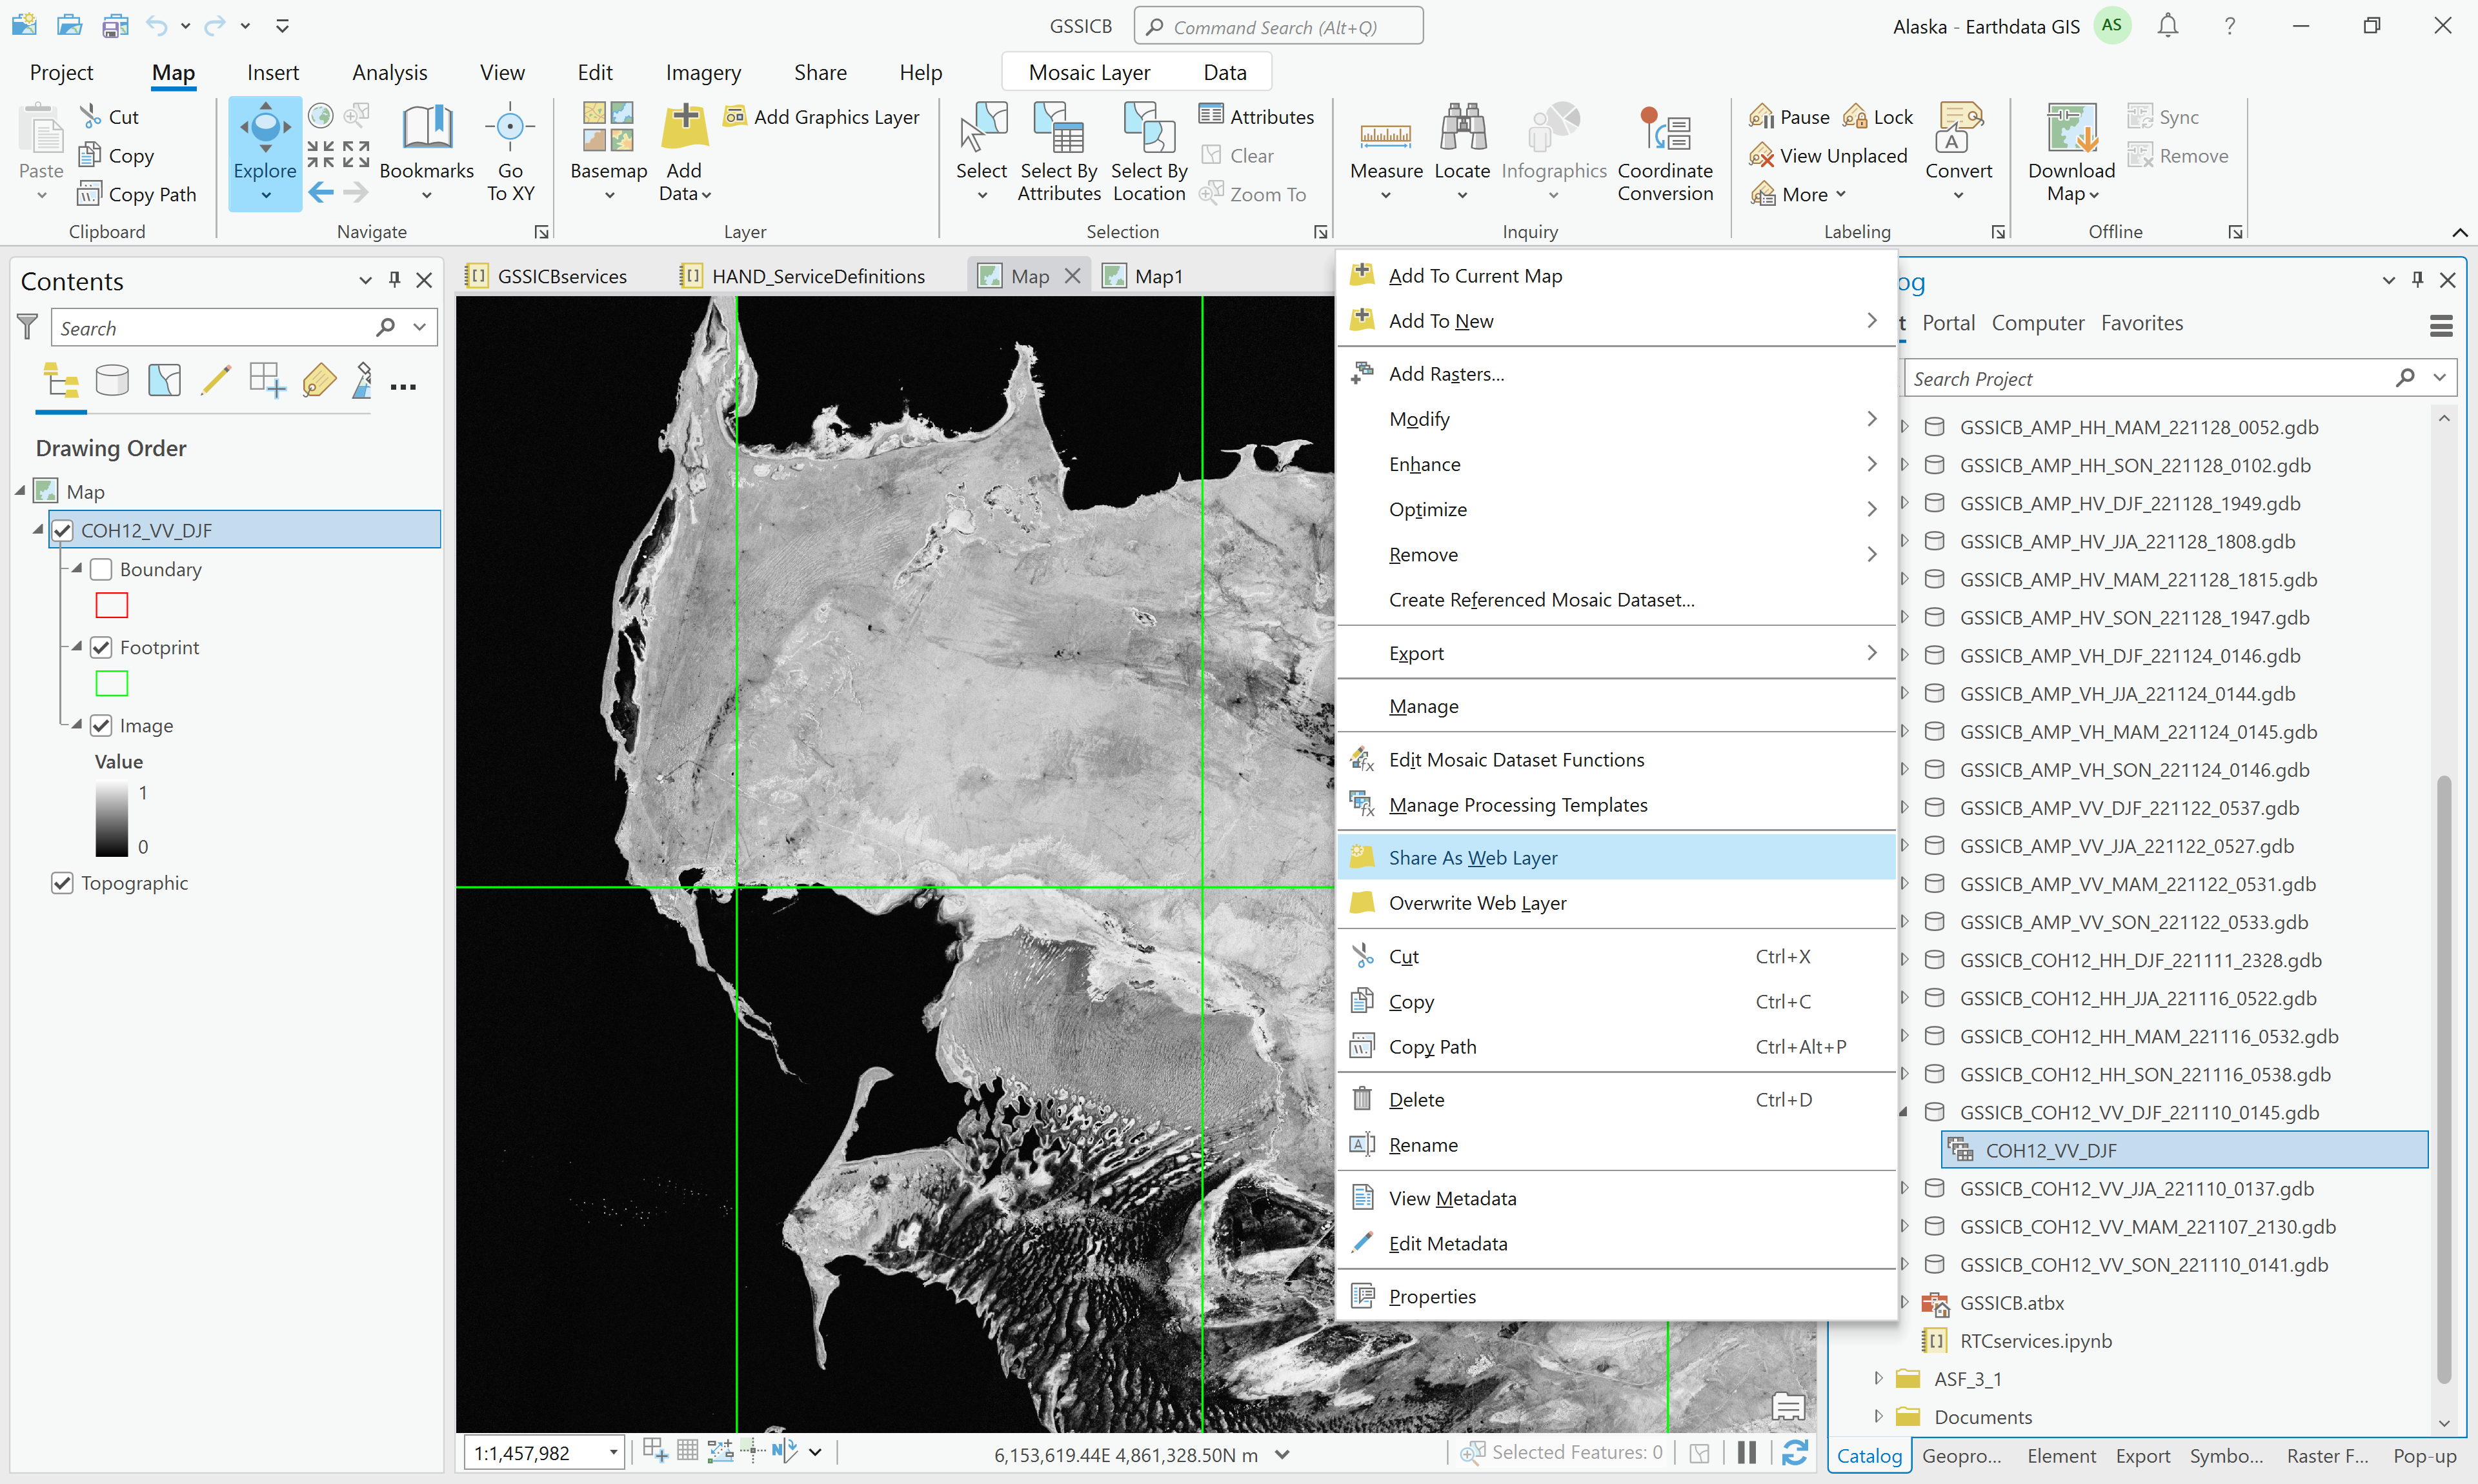 GSSICB
Command Search (Alt+Q)
Alaska - Earthdata GIS
AS
?
Project
Map
Insert
Analysis
View
Edit
Imagery
Share
Help
Mosaic Layer
Data
Paste
Cut
Copy
Copy Path
Clipboard
Explore
Bookmarks
Go
To XY
Navigate
Basemap
Add
Data
Add Graphics Layer
Layer
Select
Select By
Attributes
Select By
Location
Attributes
Clear
Zoom To
Selection
Measure
Locate
Infographics
Coordinate
Conversion
Inquiry
Pause
Lock
View Unplaced
More
Convert
Labeling
Download
Map
Sync
Remove
Offline
Contents
Search
Drawing Order
Map
COH12_VV_DJF
Boundary
Footprint
Image
Value
1
0
Topographic
GSSICBservices
HAND_ServiceDefinitions
Map
Map1
Add To Current Map
Add To New
Add Rasters...
Modify
Enhance
Optimize
Remove
Create Referenced Mosaic Dataset...
Export
Manage
Edit Mosaic Dataset Functions
Manage Processing Templates
Share As Web Layer
Overwrite Web Layer
Cut Ctrl+X
Copy Ctrl+C
Copy Path Ctrl+Alt+P
Delete Ctrl+D
Rename
View Metadata
Edit Metadata
Properties
og
t Portal Computer Favorites
Search Project
GSSICB_AMP_HH_MAM_221128_0052.gdb
GSSICB_AMP_HH_SON_221128_0102.gdb
GSSICB_AMP_HV_DJF_221128_1949.gdb
GSSICB_AMP_HV_JJA_221128_1808.gdb
GSSICB_AMP_HV_MAM_221128_1815.gdb
GSSICB_AMP_HV_SON_221128_1947.gdb
GSSICB_AMP_VH_DJF_221124_0146.gdb
GSSICB_AMP_VH_JJA_221124_0144.gdb
GSSICB_AMP_VH_MAM_221124_0145.gdb
GSSICB_AMP_VH_SON_221124_0146.gdb
GSSICB_AMP_VV_DJF_221122_0537.gdb
GSSICB_AMP_VV_JJA_221122_0527.gdb
GSSICB_AMP_VV_MAM_221122_0531.gdb
GSSICB_AMP_VV_SON_221122_0533.gdb
GSSICB_COH12_HH_DJF_221111_2328.gdb
GSSICB_COH12_HH_JJA_221116_0522.gdb
GSSICB_COH12_HH_MAM_221116_0532.gdb
GSSICB_COH12_HH_SON_221116_0538.gdb
GSSICB_COH12_VV_DJF_221110_0145.gdb
COH12_VV_DJF
GSSICB_COH12_VV_JJA_221110_0137.gdb
GSSICB_COH12_VV_MAM_221107_2130.gdb
GSSICB_COH12_VV_SON_221110_0141.gdb
GSSICB.atbx
RTCservices.ipynb
ASF_3_1
Documents
1:1,457,982
6,153,619.44E 4,861,328.50N m
Selected Features: 0
Catalog Geopro... Element Export Symbo... Raster F... Pop-up